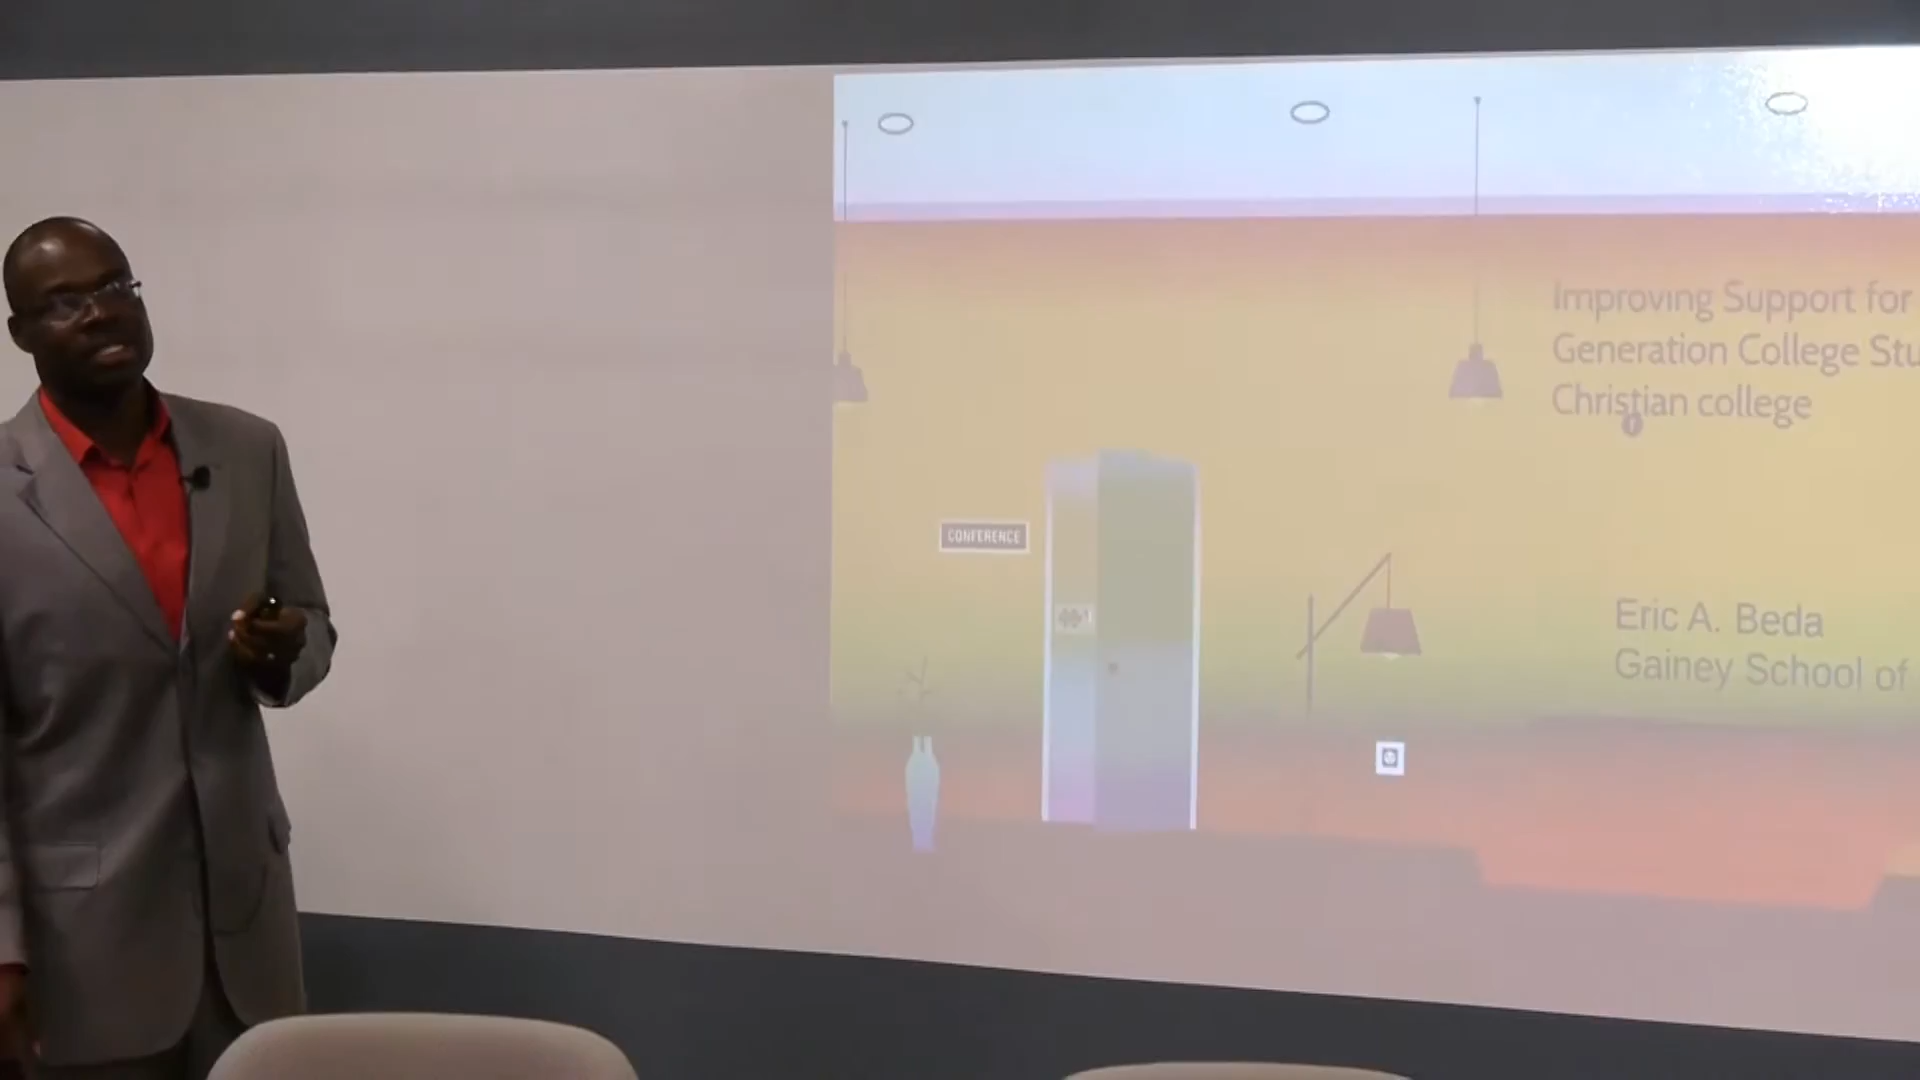 Improving Support for
Generation College Stu
Christian college
CONFERENCE
Eric A. Beda
Gainey School of